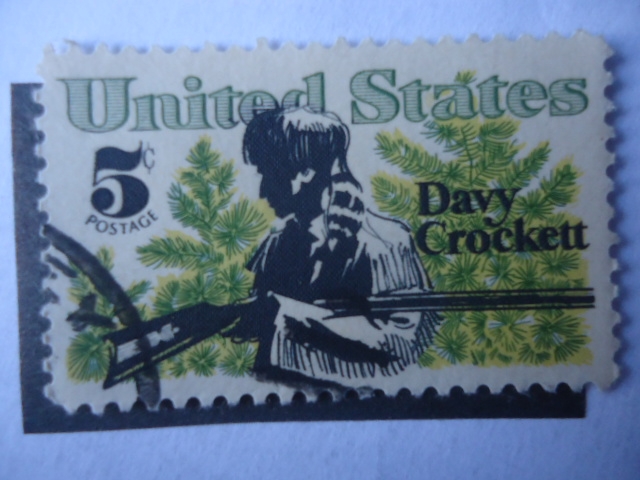 United States
5¢
POSTAGE
Davy
Crockett